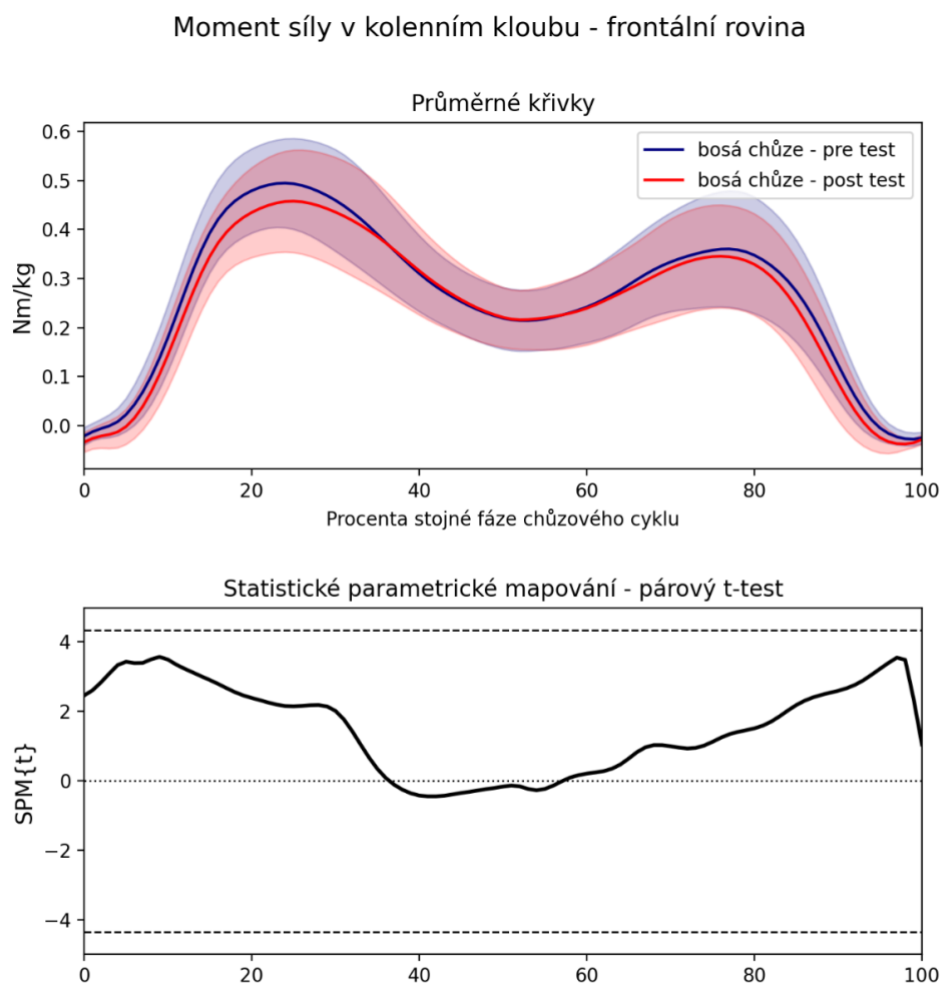 Moment síly v kolenním kloubu - frontální rovina
Průměrné křivky
Nm/kg
0.6
0.5
0.4
0.3
0.2
0.1
0.0
bosá chůze - pre test
bosá chůze - post test
0 20 40 60 80 100
Procenta stojné fáze chůzového cyklu
Statistické parametrické mapování - párový t-test
SPM{t}
4
2
0
−2
−4
0 20 40 60 80 100